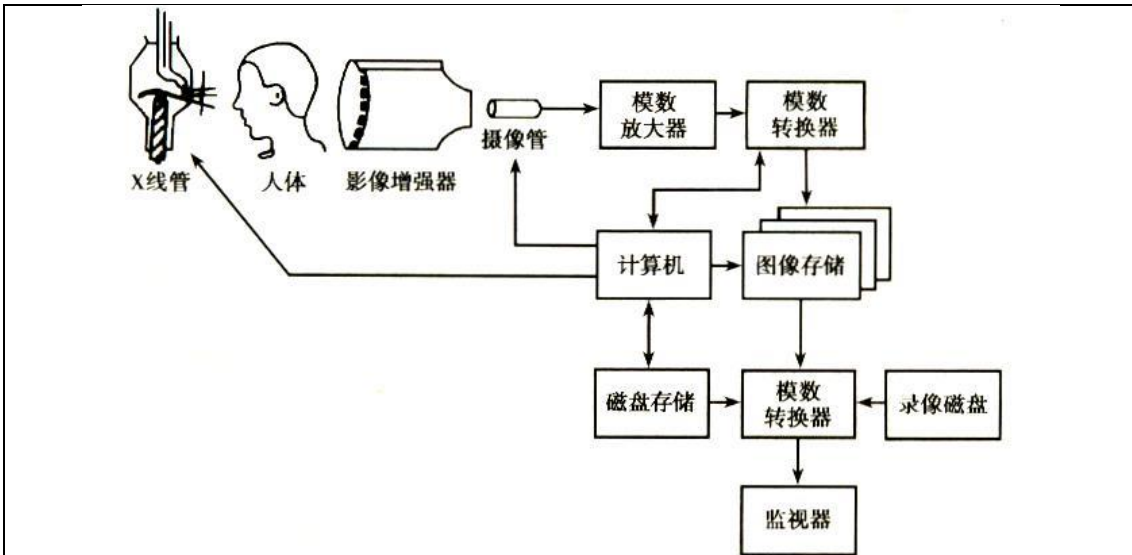 模数
放大器
模数
转换器
摄像管
X线管
人体
影像增强器
计算机
图像存储
磁盘存储
模数
转换器
录像磁盘
监视器